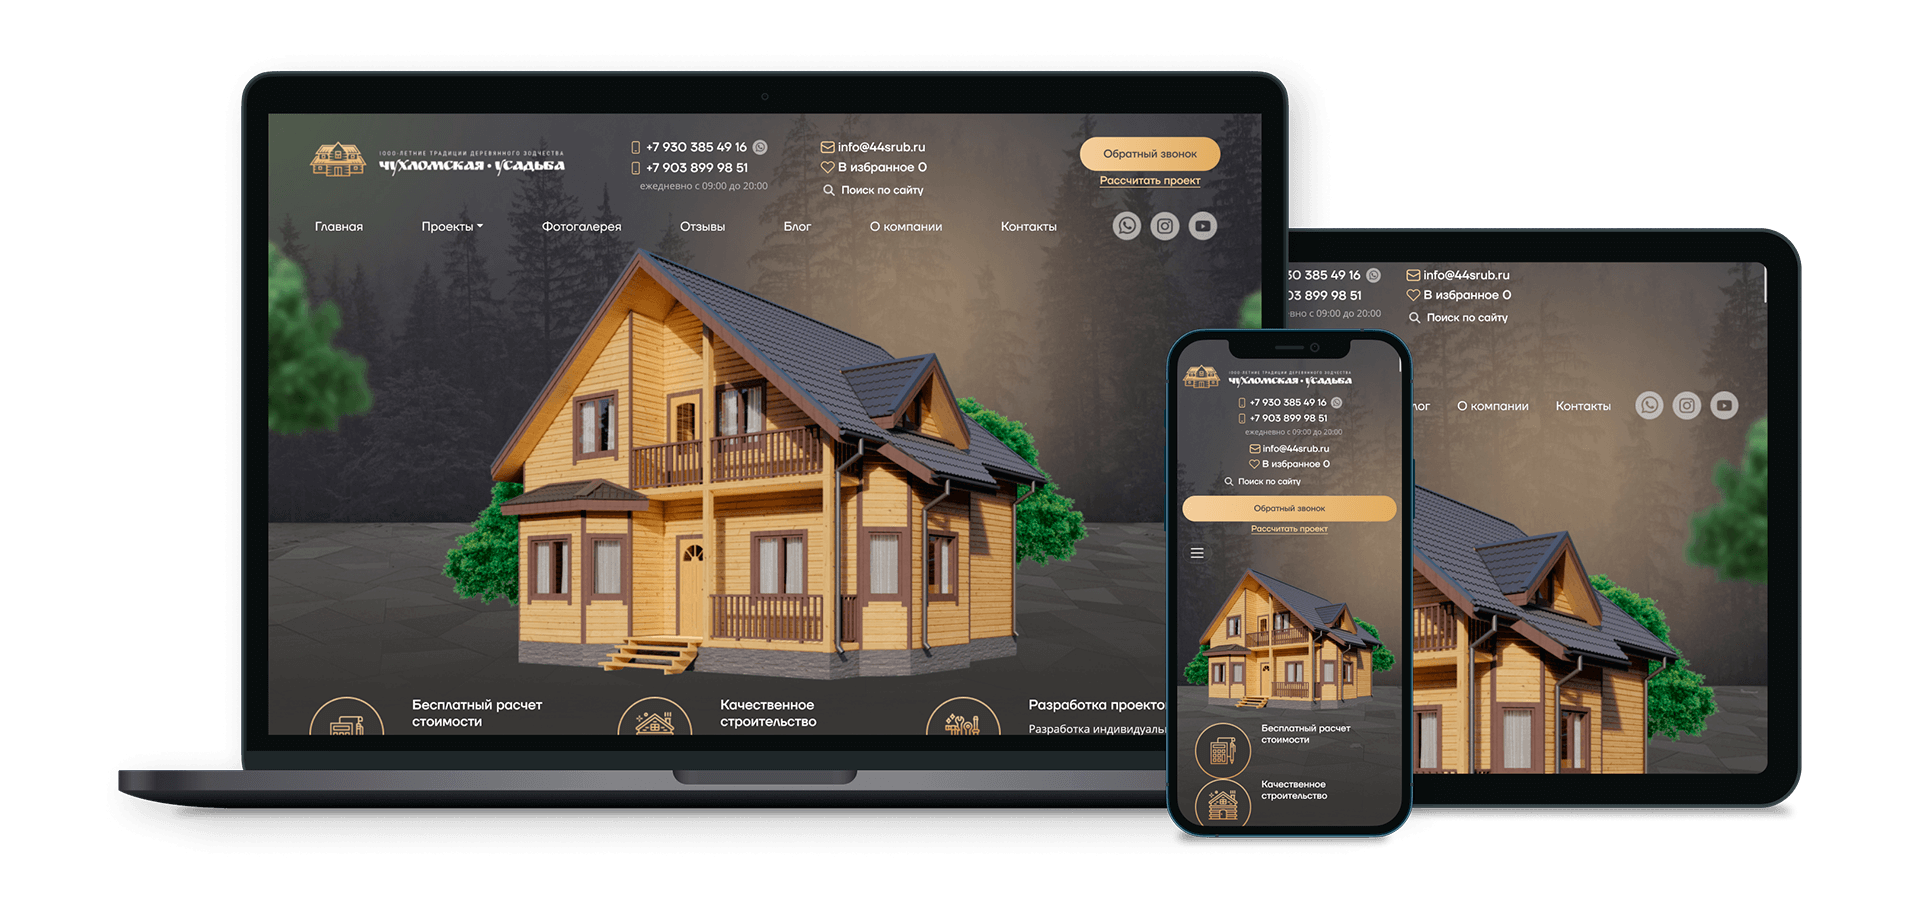 1000-ЛЕТНИЕ ТРАДИЦИИ ДЕРЕВЯННОГО ЗОДЧЕСТВА
ЧУХЛОМСКАЯ • УСАДЬБА
+7 930 385 49 16
+7 903 899 98 51
ежедневно с 09:00 до 20:00
info@44srub.ru
В избранное 0
Поиск по сайту
Обратный звонок
Рассчитать проект
Главная
Проекты
Фотогалерея
Отзывы
Блог
О компании
Контакты
Бесплатный расчет
стоимости
Качественное
строительство
Разработка проекто
Разработка индивидуаль
30 385 49 16
03 899 98 51
вно с 09:00 до 20:00
info@44srub.ru
В избранное 0
Поиск по сайту
лог
О компании
Контакты
1000-ЛЕТНИЕ ТРАДИЦИИ ДЕРЕВЯННОГО ЗОДЧЕСТВА
ЧУХЛОМСКАЯ • УСАДЬБА
+7 930 385 49 16
+7 903 899 98 51
ежедневно с 09:00 до 20:00
info@44srub.ru
В избранное 0
Поиск по сайту
Обратный звонок
Рассчитать проект
Бесплатный расчет
стоимости
Качественное
строительство